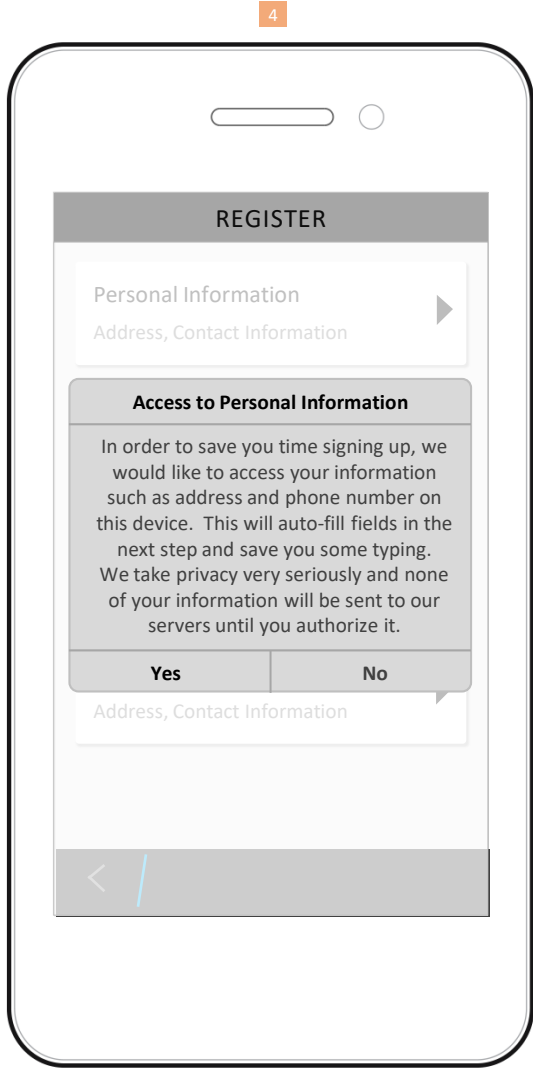 4
REGISTER
Personal Information
Address, Contact Information
Access to Personal Information
In order to save you time signing up, we
would like to access your information
such as address and phone number on
this device.  This will auto-fill fields in the
next step and save you some typing.
We take privacy very seriously and none
of your information will be sent to our
servers until you authorize it.
Yes
No
Address, Contact Information